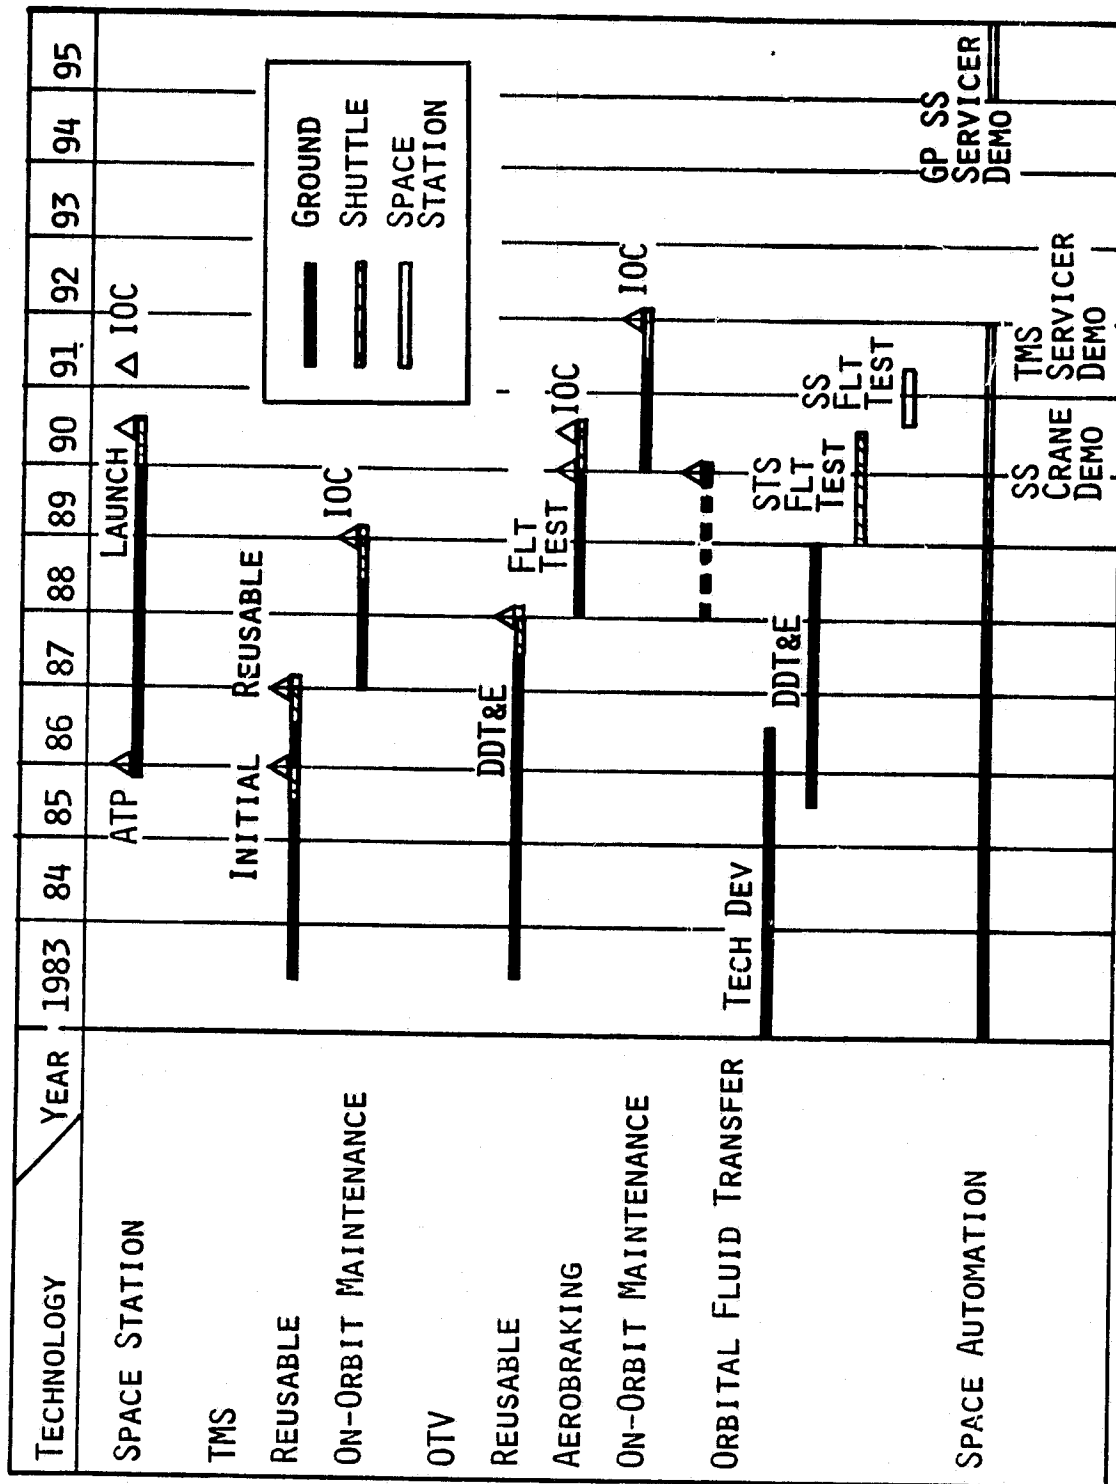 TECHNOLOGY YEAR 1983 84 85 86 87 88 89 90 91 92 93 94 95
SPACE STATION
ATP
LAUNCH
IOC
TMS
REUSABLE
INITIAL
REUSABLE
ON-ORBIT MAINTENANCE
IOC
OTV
REUSABLE
DDT&E
AEROBRAKING
FLT
TEST
IOC
ON-ORBIT MAINTENANCE
IOC
ORBITAL FLUID TRANSFER
TECH DEV
DDT&E
STS
FLT
TEST
SS
FLT
TEST
SPACE AUTOMATION
SS
CRANE
DEMO
TMS
SERVICER
DEMO
GP SS
SERVICER
DEMO
GROUND
SHUTTLE
SPACE
STATION